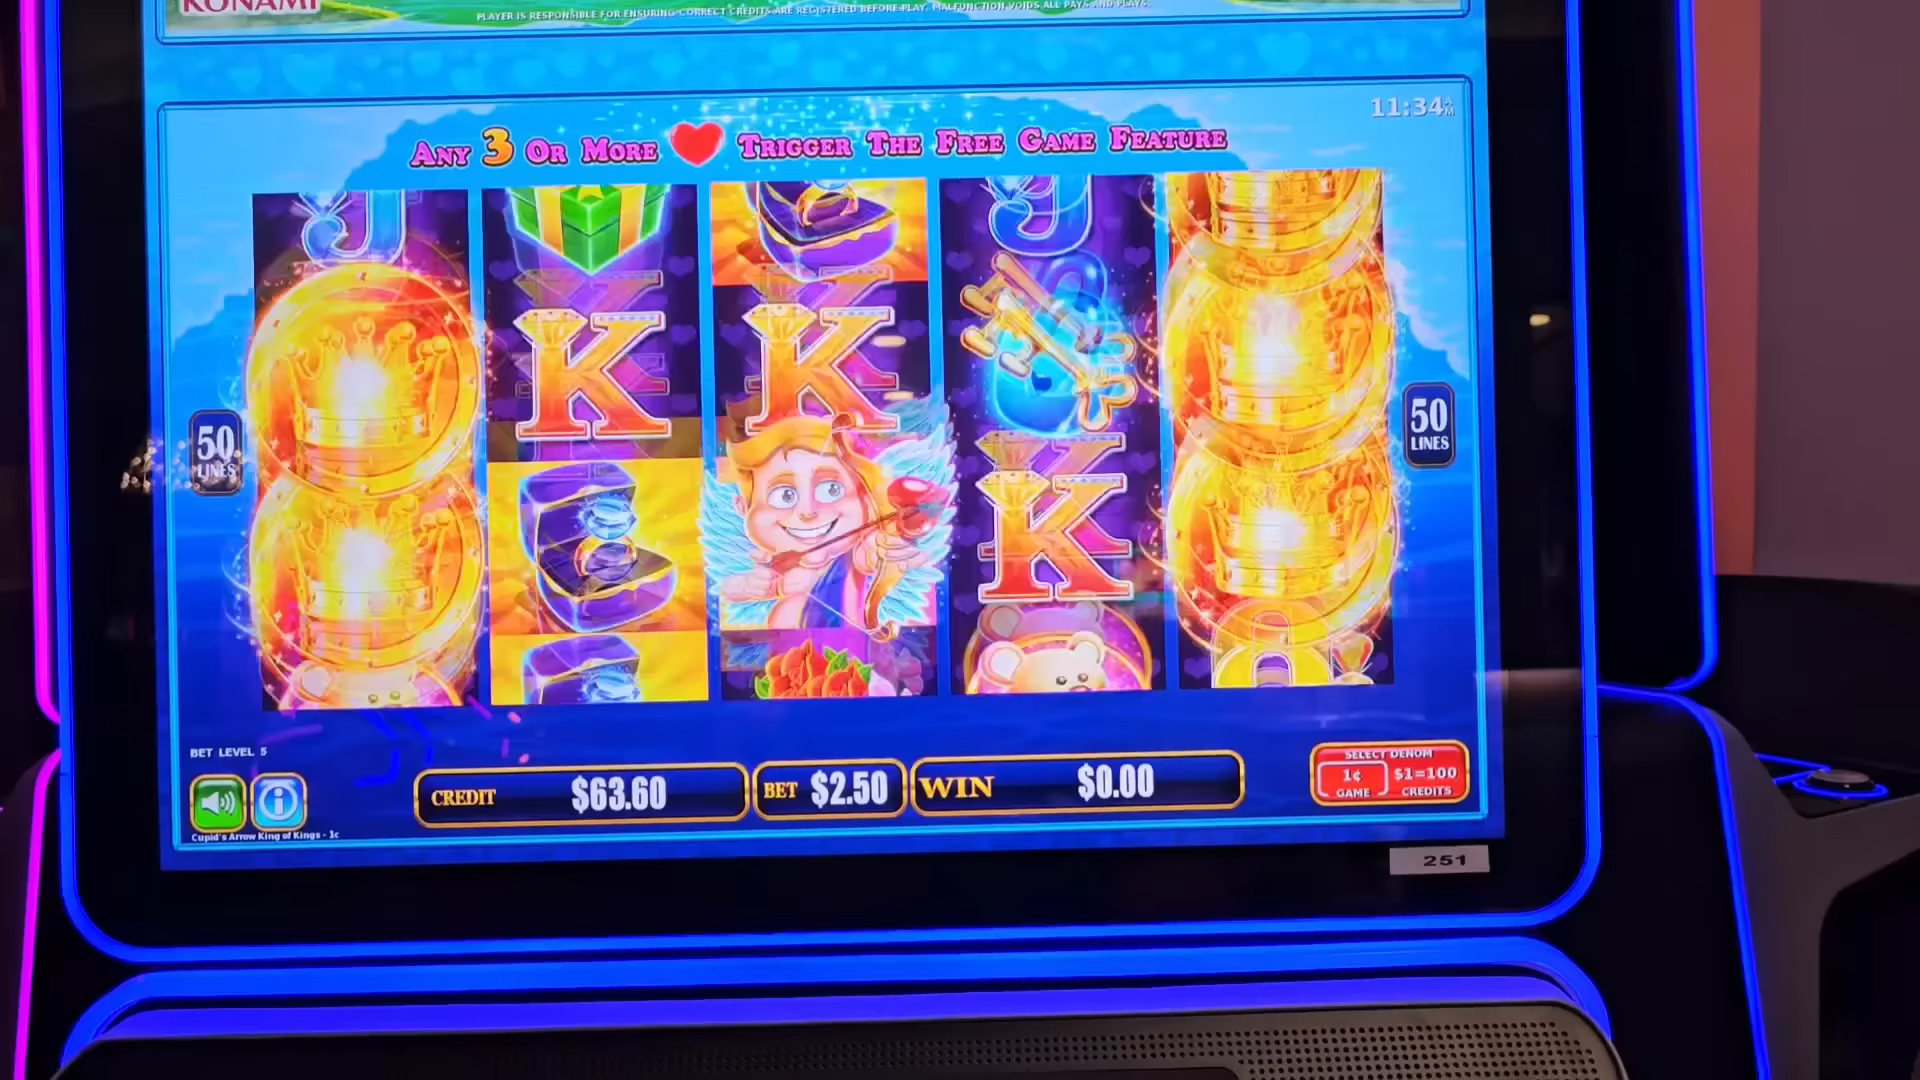 KONAMI
PLAYER IS RESPONSIBLE FOR ENSURING CORRECT CREDITS ARE REGISTERED BEFORE PLAY. MALFUNCTION VOIDS ALL PAYS AND PLAYS.
11:34AM
ANY 3 OR MORE TRIGGER THE FREE GAME FEATURE
J
J
K
K
50
LINES
50
LINES
K
BET LEVEL 5
SELECT DENOM
1¢
GAME
$1=100
CREDITS
CREDIT $63.60
BET $2.50
WIN $0.00
Cupid's Arrow King of Kings - 1c
251